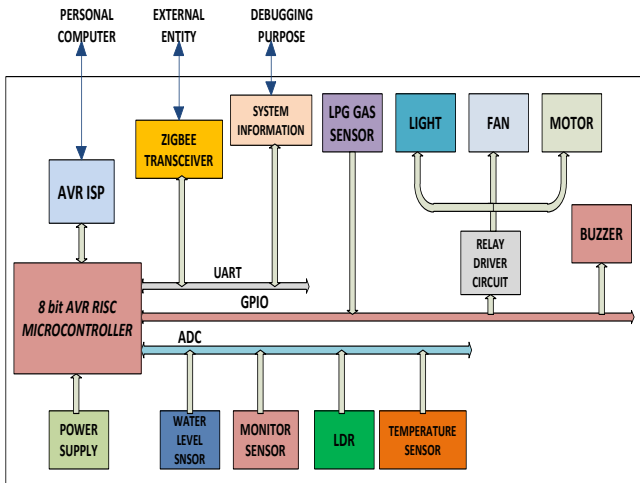 PERSONAL
COMPUTER
EXTERNAL
ENTITY
DEBUGGING
PURPOSE
SYSTEM
INFORMATION
LPG GAS
SENSOR
LIGHT
FAN
MOTOR
ZIGBEE
TRANSCEIVER
AVR ISP
BUZZER
RELAY
DRIVER
CIRCUIT
UART
GPIO
8 bit AVR RISC
MICROCONTROLLER
ADC
POWER
SUPPLY
WATER
LEVEL
SNSOR
MONITOR
SENSOR
LDR
TEMPERATURE
SENSOR